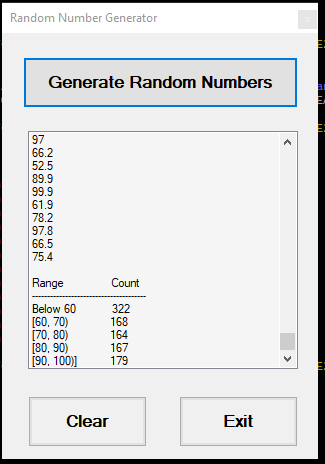 Random Number Generator
Generate Random Numbers
97
66.2
52.5
89.9
99.9
61.9
78.2
97.8
66.5
75.4
Range Count
--------------------------------------
Below 60 322
[60, 70) 168
[70, 80) 164
[80, 90) 167
[90, 100)] 179
Clear Exit